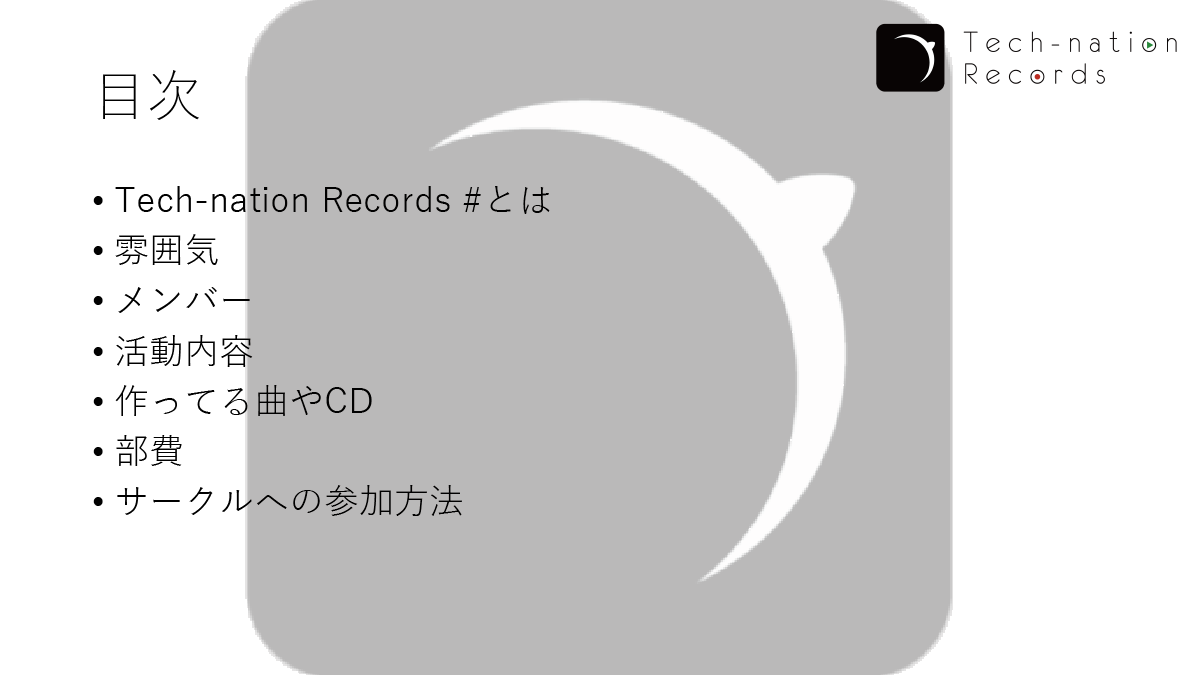 Tech-nation
Records
目次
• Tech-nation Records #とは
• 雰囲気
• メンバー
• 活動内容
• 作ってる曲やCD
• 部費
• サークルへの参加方法